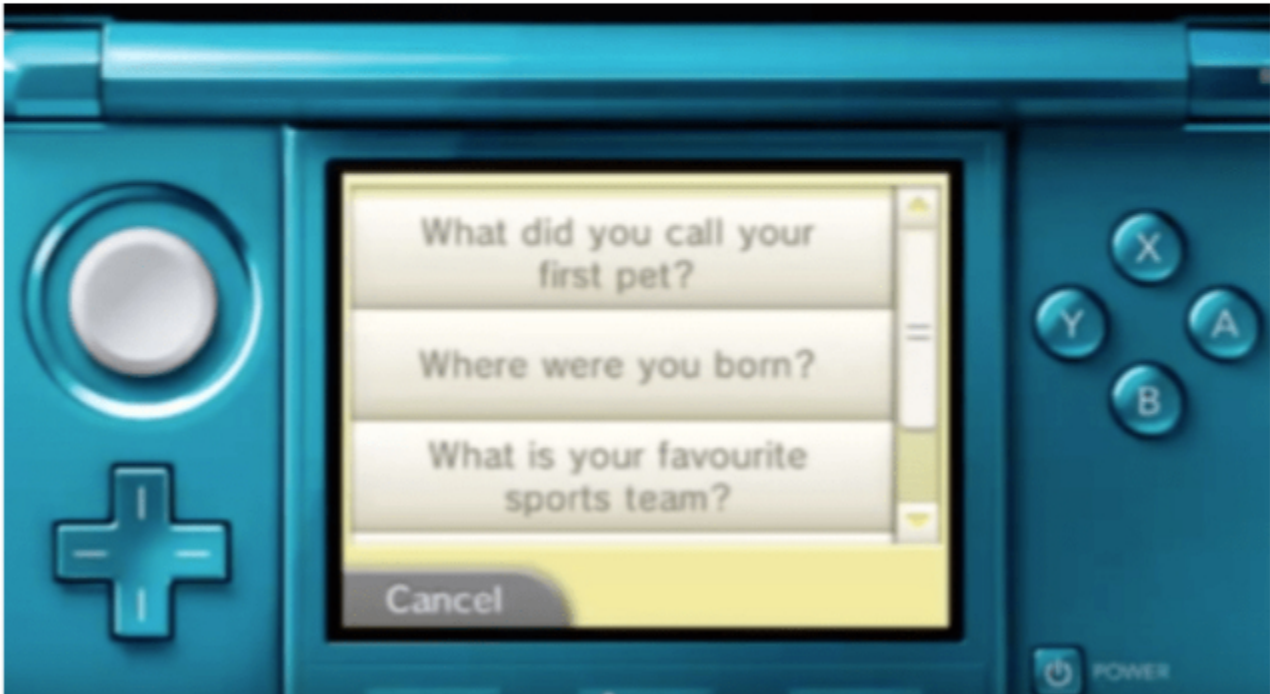 What did you call your
first pet?
Where were you born?
What is your favourite
sports team?
Cancel
X
Y
A
B
POWER